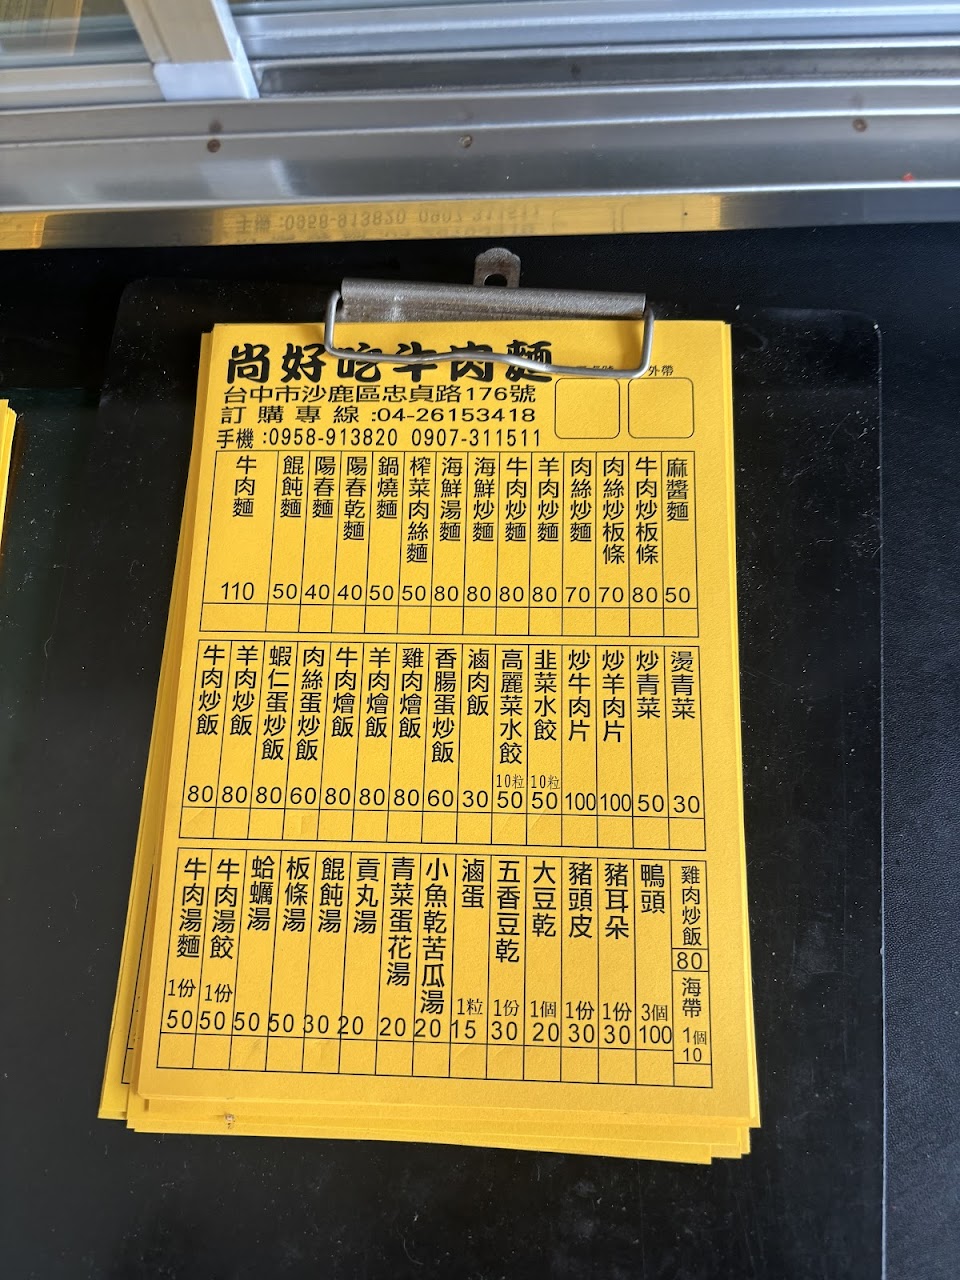 尚好吃牛肉麵
外帶
台中市沙鹿區忠貞路176號
訂購專線:04-26153418
手機:0958-913820 0907-311511
牛肉麵 110
餛飩麵 50
陽春麵 40
陽春乾麵 40
鍋燒麵 50
榨菜肉絲麵 50
海鮮湯麵 80
海鮮炒麵 80
牛肉炒麵 80
羊肉炒麵 80
肉絲炒麵 70
肉絲炒板條 70
牛肉炒板條 80
麻醬麵 50
牛肉炒飯 80
羊肉炒飯 80
蝦仁蛋炒飯 80
肉絲蛋炒飯 60
牛肉燴飯 80
羊肉燴飯 80
雞肉燴飯 80
香腸蛋炒飯 60
滷肉飯 30
高麗菜水餃 10粒 50
韭菜水餃 10粒 50
炒牛肉片 100
炒羊肉片 100
炒青菜 50
燙青菜 30
牛肉湯麵 1份 50
牛肉湯餃 1份 50
蛤蠣湯 50
板條湯 50
餛飩湯 30
貢丸湯 20
青菜蛋花湯 20
小魚乾苦瓜湯 20
滷蛋 1粒 15
五香豆乾 1份 30
大豆乾 1個 20
豬頭皮 1份 30
豬耳朵 1份 30
鴨頭 3個 100
雞肉炒飯 80
海帶 1個 10